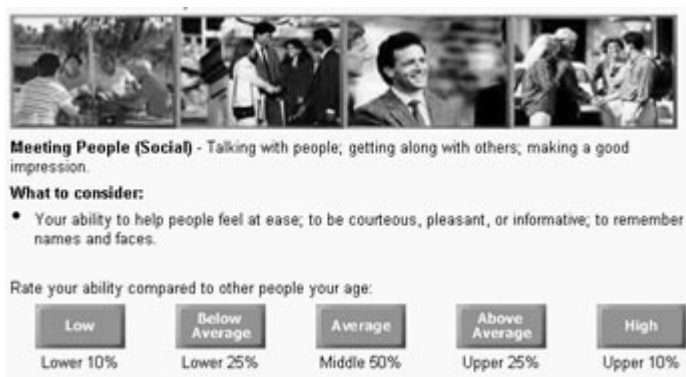 Meeting People (Social) - Talking with people; getting along with others; making a good
impression.
What to consider:
• Your ability to help people feel at ease; to be courteous, pleasant, or informative; to remember
names and faces.
Rate your ability compared to other people your age:
Low
Below
Average
Average
Above
Average
High
Lower 10%
Lower 25%
Middle 50%
Upper 25%
Upper 10%